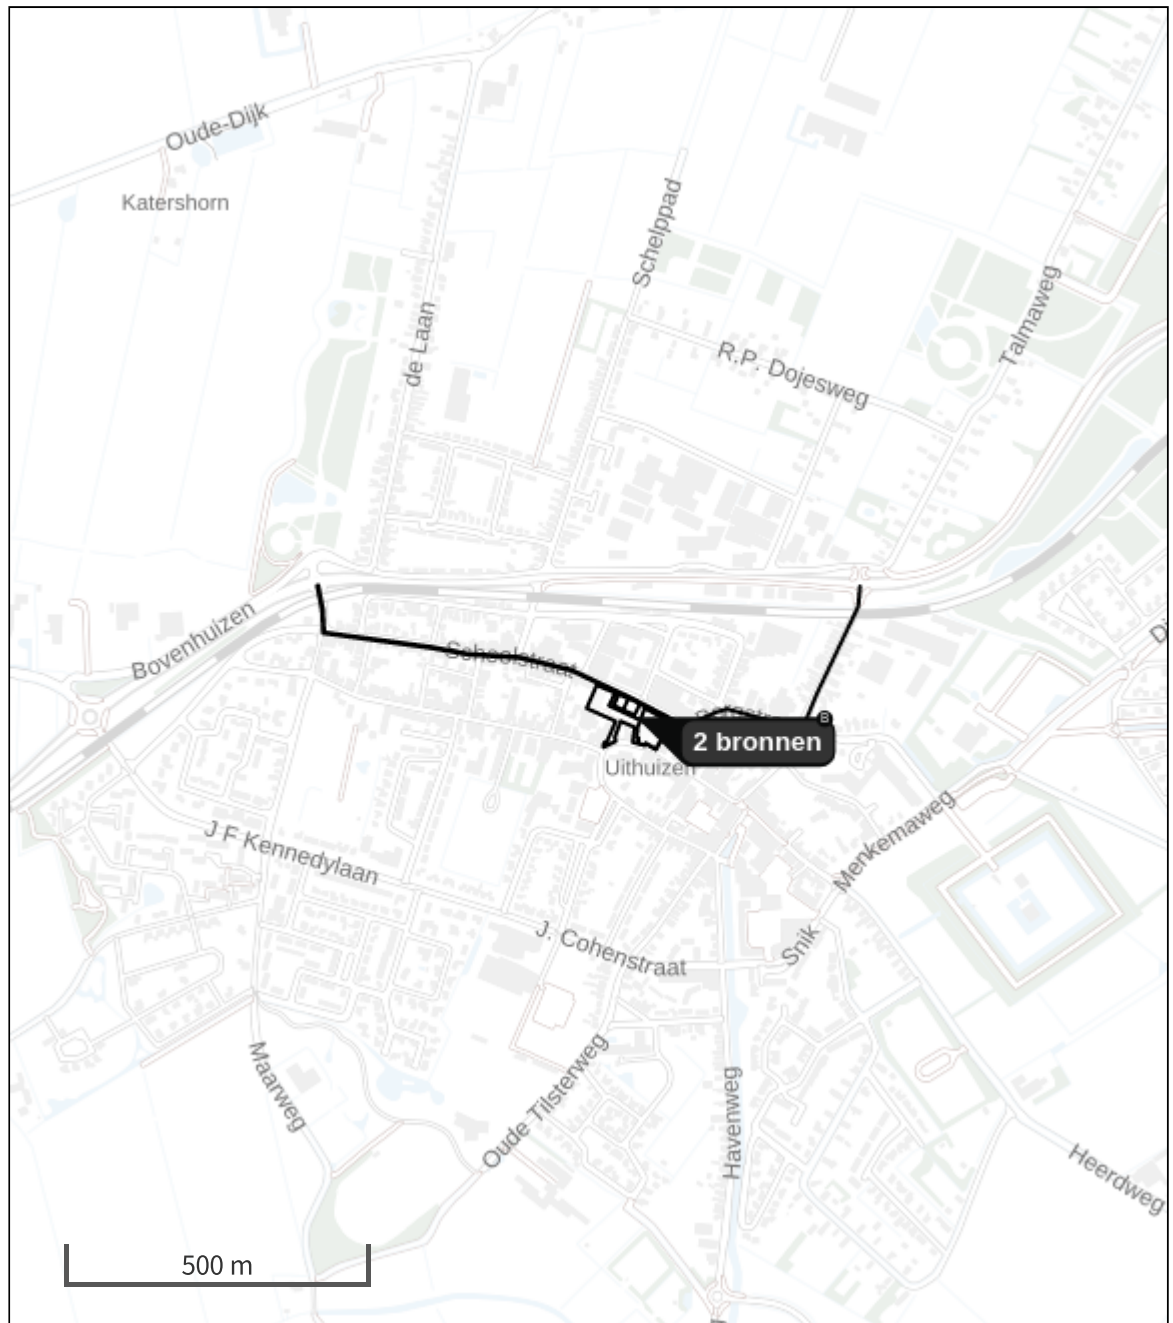 Oude-Dijk
Katershorn
Schelppad
Talmaweg
de Laan
R.P. Dojesweg
Bovenhuizen
Schoolstraat
B
2 bronnen
Uithuizen
J F Kennedylaan
Menkemaweg
J. Cohenstraat
Snik
Maarweg
Oude Tilsterweg
Havenweg
Heerdweg
500 m